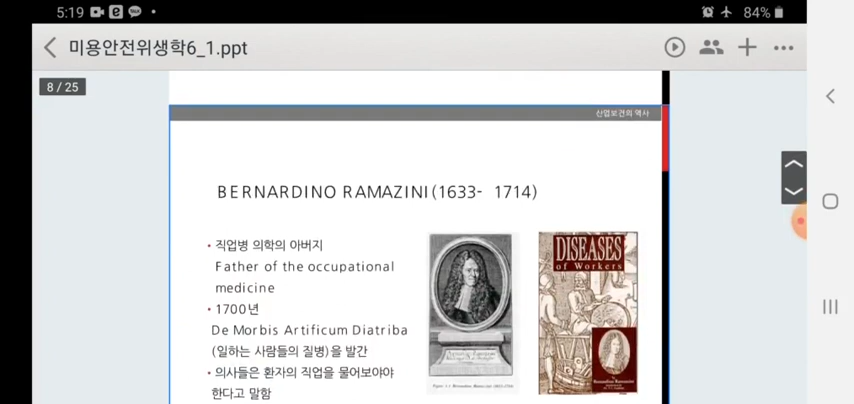 5:19
84%
미용안전위생학6_1.ppt
8 / 25
산업보건의 역사
BERNARDINO RAMAZINI(1633- 1714)
• 직업병 의학의 아버지
Father of the occupational
medicine
• 1700년
De Morbis Artificum Diatriba
(일하는 사람들의 질병)을 발간
• 의사들은 환자의 직업을 물어보야야
한다고 말함
DISEASES
of Workers